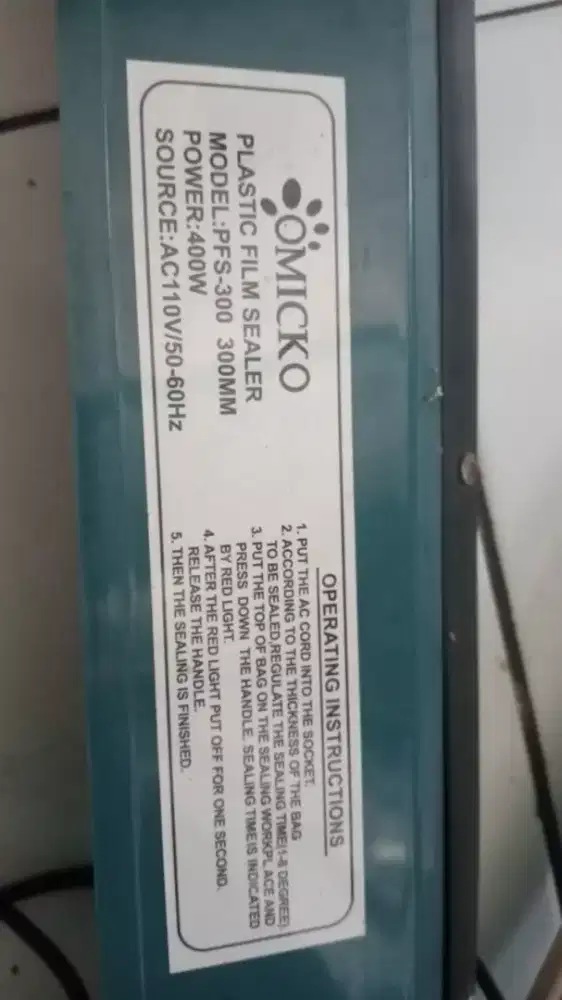 OMICKO
PLASTIC FILM SEALER
MODEL:PFS-300 300MM
POWER:400W
SOURCE:AC110V/50-60Hz
OPERATING INSTRUCTIONS
1. PUT THE AC CORD INTO THE SOCKET.
2. ACCORDING TO THE THICKNESS OF THE BAG
TO BE SEALED,REGULATE THE SEALING TIME(1-8 DEGREE)
3. PUT THE TOP OF BAG ON THE SEALING WORKPL ACE AND
PRESS DOWN THE HANDLE. SEALING TIME IS INDICATED
BY RED LIGHT.
4. AFTER THE RED LIGHT PUT OFF FOR ONE SECOND.
RELEASE THE HANDLE.
5. THEN THE SEALING IS FINISHED.